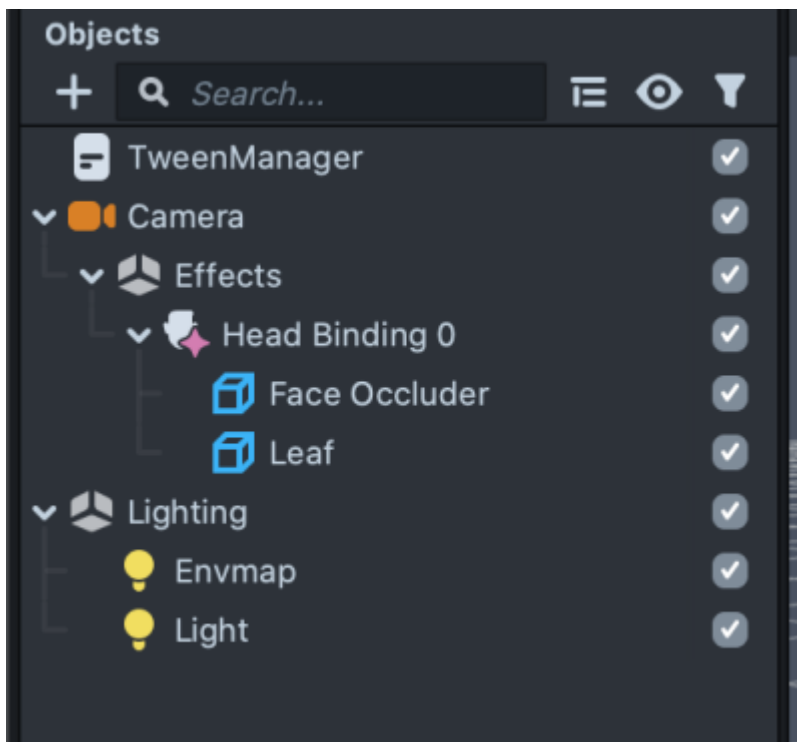 Objects
Search...
TweenManager
Camera
Effects
Head Binding 0
Face Occluder
Leaf
Lighting
Envmap
Light